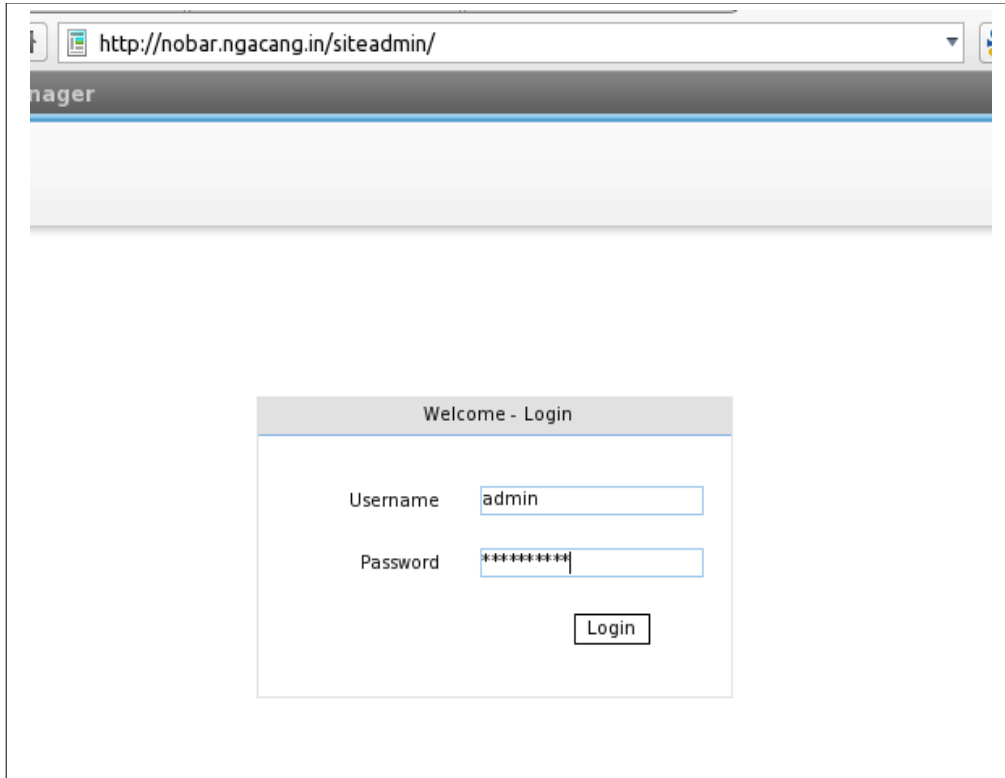 http://nobar.ngacang.in/siteadmin/
nager
Welcome - Login
Username
admin
Password
**********
Login